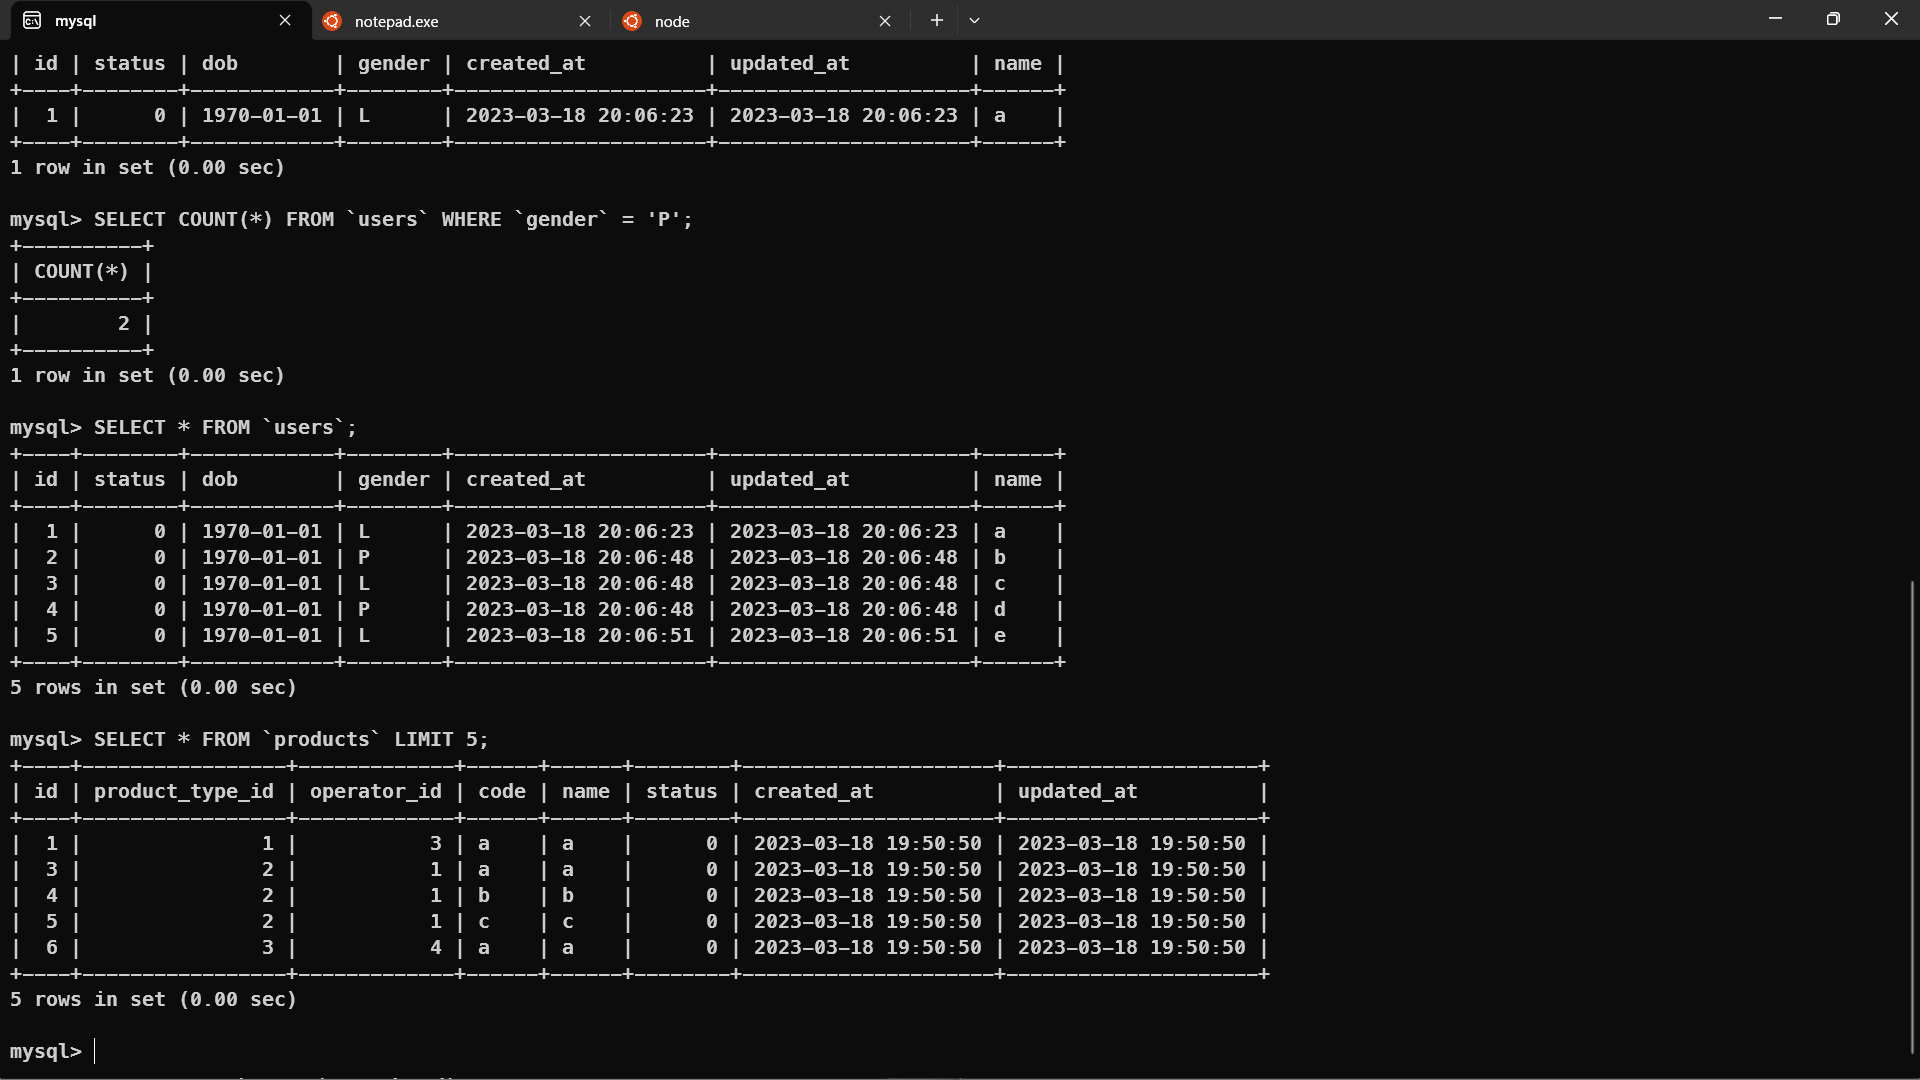 mysql
notepad.exe
node
| id | status | dob        | gender | created_at          | updated_at          | name |
+----+--------+------------+--------+---------------------+---------------------+------+
|  1 |      0 | 1970-01-01 | L      | 2023-03-18 20:06:23 | 2023-03-18 20:06:23 | a    |
+----+--------+------------+--------+---------------------+---------------------+------+
1 row in set (0.00 sec)
mysql> SELECT COUNT(*) FROM `users` WHERE `gender` = 'P';
+----------+
| COUNT(*) |
+----------+
|        2 |
+----------+
1 row in set (0.00 sec)
mysql> SELECT * FROM `users`;
+----+--------+------------+--------+---------------------+---------------------+------+
| id | status | dob        | gender | created_at          | updated_at          | name |
+----+--------+------------+--------+---------------------+---------------------+------+
|  1 |      0 | 1970-01-01 | L      | 2023-03-18 20:06:23 | 2023-03-18 20:06:23 | a    |
|  2 |      0 | 1970-01-01 | P      | 2023-03-18 20:06:48 | 2023-03-18 20:06:48 | b    |
|  3 |      0 | 1970-01-01 | L      | 2023-03-18 20:06:48 | 2023-03-18 20:06:48 | c    |
|  4 |      0 | 1970-01-01 | P      | 2023-03-18 20:06:48 | 2023-03-18 20:06:48 | d    |
|  5 |      0 | 1970-01-01 | L      | 2023-03-18 20:06:51 | 2023-03-18 20:06:51 | e    |
+----+--------+------------+--------+---------------------+---------------------+------+
5 rows in set (0.00 sec)
mysql> SELECT * FROM `products` LIMIT 5;
+----+-----------------+-------------+------+------+--------+---------------------+---------------------+
| id | product_type_id | operator_id | code | name | status | created_at          | updated_at          |
+----+-----------------+-------------+------+------+--------+---------------------+---------------------+
|  1 |               1 |           3 | a    | a    |      0 | 2023-03-18 19:50:50 | 2023-03-18 19:50:50 |
|  3 |               2 |           1 | a    | a    |      0 | 2023-03-18 19:50:50 | 2023-03-18 19:50:50 |
|  4 |               2 |           1 | b    | b    |      0 | 2023-03-18 19:50:50 | 2023-03-18 19:50:50 |
|  5 |               2 |           1 | c    | c    |      0 | 2023-03-18 19:50:50 | 2023-03-18 19:50:50 |
|  6 |               3 |           4 | a    | a    |      0 | 2023-03-18 19:50:50 | 2023-03-18 19:50:50 |
+----+-----------------+-------------+------+------+--------+---------------------+---------------------+
5 rows in set (0.00 sec)
mysql>